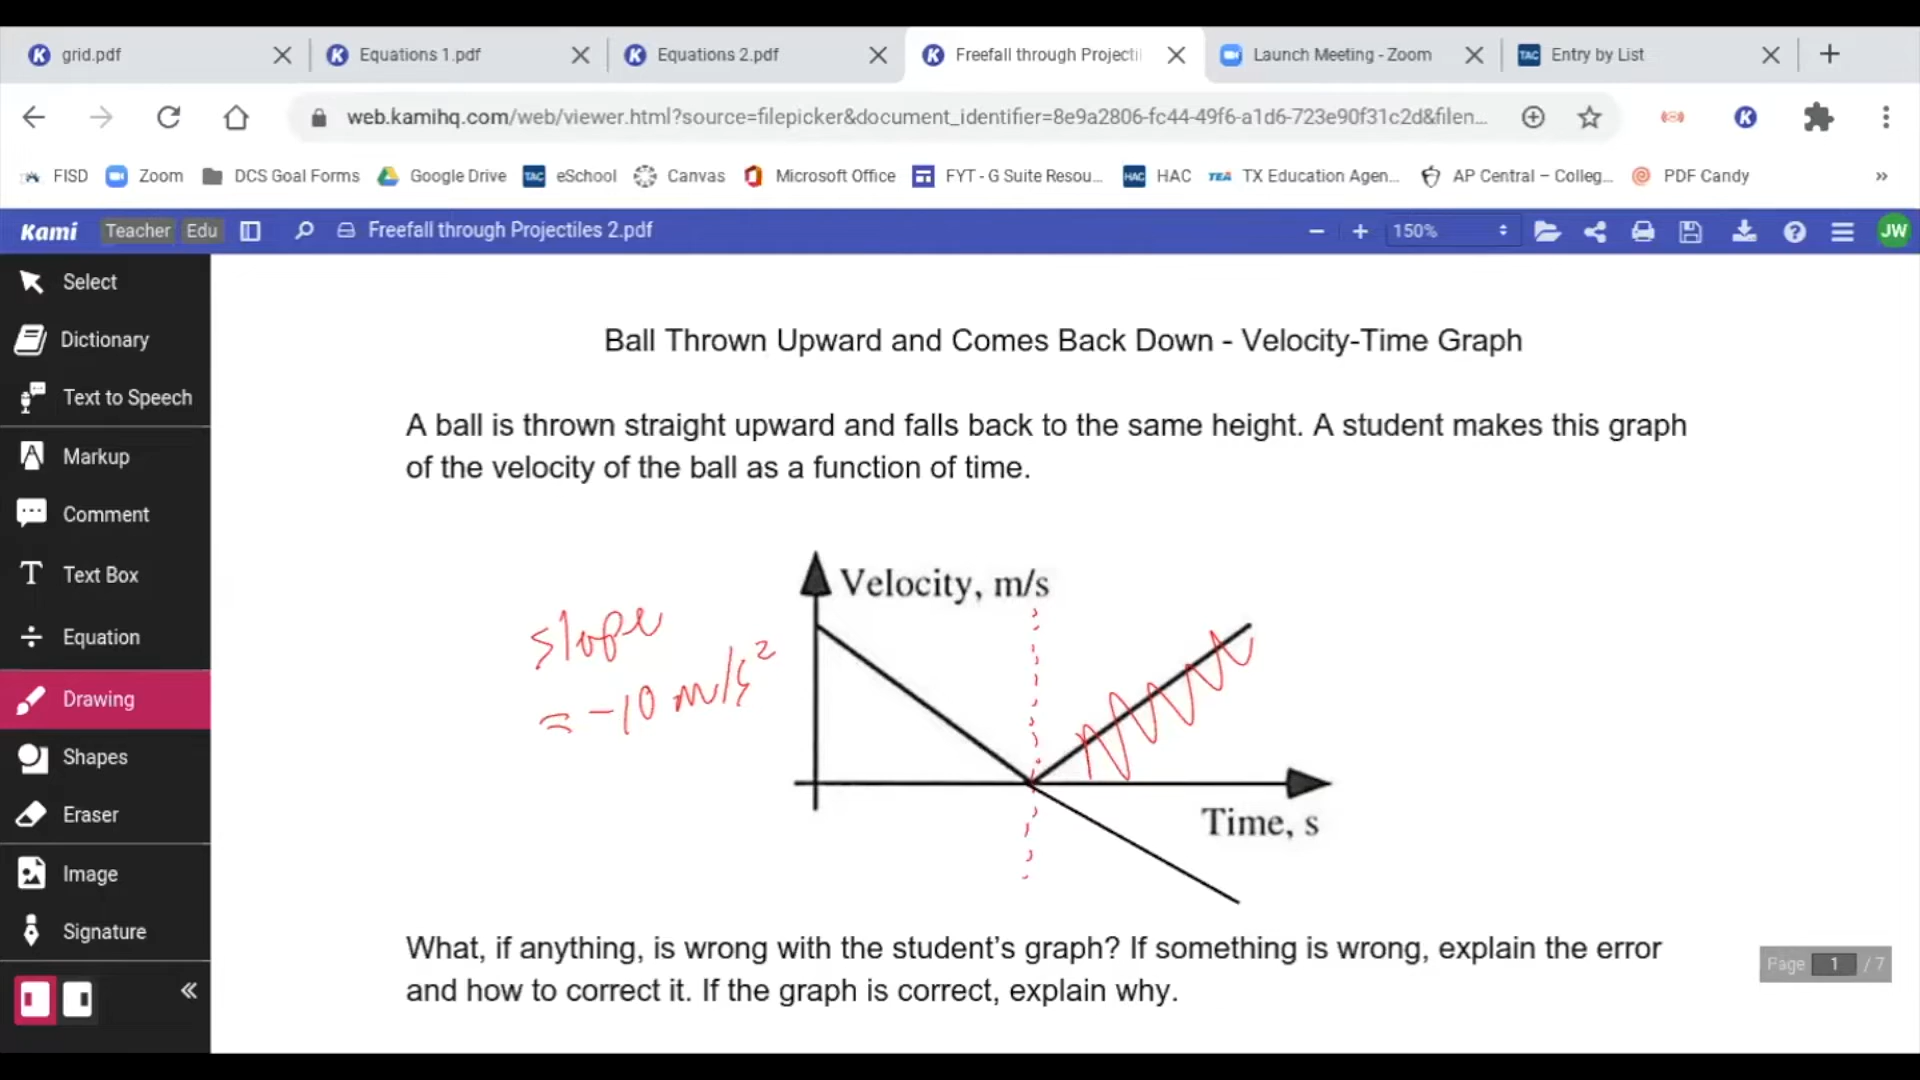 grid.pdf
Equations 1.pdf
Equations 2.pdf
Freefall through Projecti
Launch Meeting - Zoom
Entry by List
web.kamihq.com/web/viewer.html?source=filepicker&document_identifier=8e9a2806-fc44-49f6-a1d6-723e90f31c2d&filen...
FISD
Zoom
DCS Goal Forms
Google Drive
TAC
eSchool
Canvas
Microsoft Office
FYT - G Suite Resou...
HAC
HAC
TEA
TX Education Agen...
AP Central – Colleg...
PDF Candy
Kami
Teacher
Edu
Freefall through Projectiles 2.pdf
150%
JW
Select
Dictionary
Text to Speech
Markup
Comment
Text Box
Equation
Drawing
Shapes
Eraser
Image
Signature
Ball Thrown Upward and Comes Back Down - Velocity-Time Graph
A ball is thrown straight upward and falls back to the same height. A student makes this graph
of the velocity of the ball as a function of time.
Velocity, m/s
slope
= -10 m/s²
Time, s
What, if anything, is wrong with the student's graph? If something is wrong, explain the error
and how to correct it. If the graph is correct, explain why.
Page 1 / 7